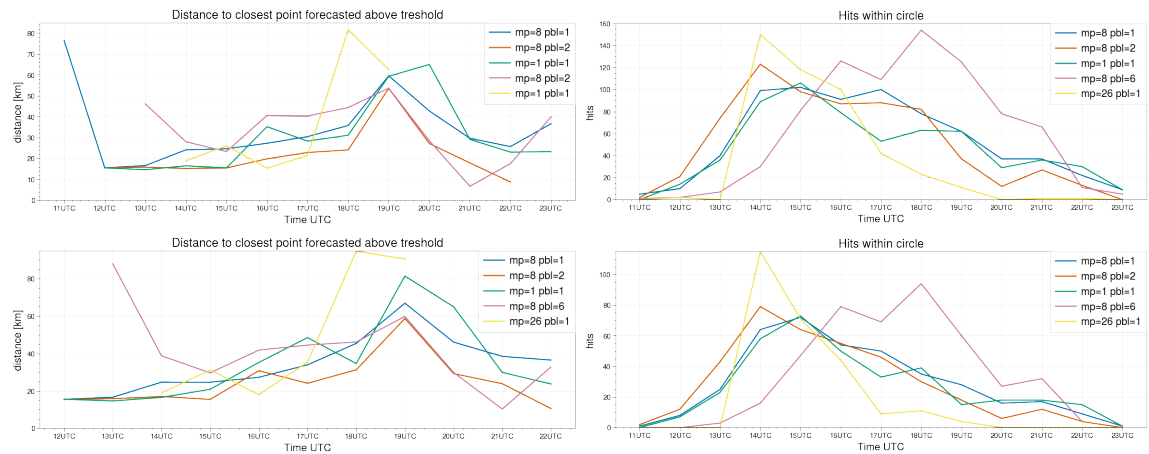 Distance to closest point forecasted above treshold
distance [km]
80
70
60
50
40
30
20
10
0
mp=8 pbl=1
mp=8 pbl=2
mp=1 pbl=1
mp=8 pbl=2
mp=1 pbl=1
11UTC 12UTC 13UTC 14UTC 15UTC 16UTC 17UTC 18UTC 19UTC 20UTC 21UTC 22UTC 23UTC
Time UTC
Hits within circle
hits
160
140
120
100
80
60
40
20
0
mp=8 pbl=1
mp=8 pbl=2
mp=1 pbl=1
mp=8 pbl=6
mp=26 pbl=1
11UTC 12UTC 13UTC 14UTC 15UTC 16UTC 17UTC 18UTC 19UTC 20UTC 21UTC 22UTC 23UTC
Time UTC
Distance to closest point forecasted above treshold
distance [km]
80
60
40
20
0
mp=8 pbl=1
mp=8 pbl=2
mp=1 pbl=1
mp=8 pbl=6
mp=26 pbl=1
12UTC 13UTC 14UTC 15UTC 16UTC 17UTC 18UTC 19UTC 20UTC 21UTC 22UTC
Time UTC
Hits within circle
hits
100
80
60
40
20
0
mp=8 pbl=1
mp=8 pbl=2
mp=1 pbl=1
mp=8 pbl=6
mp=26 pbl=1
11UTC 12UTC 13UTC 14UTC 15UTC 16UTC 17UTC 18UTC 19UTC 20UTC 21UTC 22UTC 23UTC
Time UTC